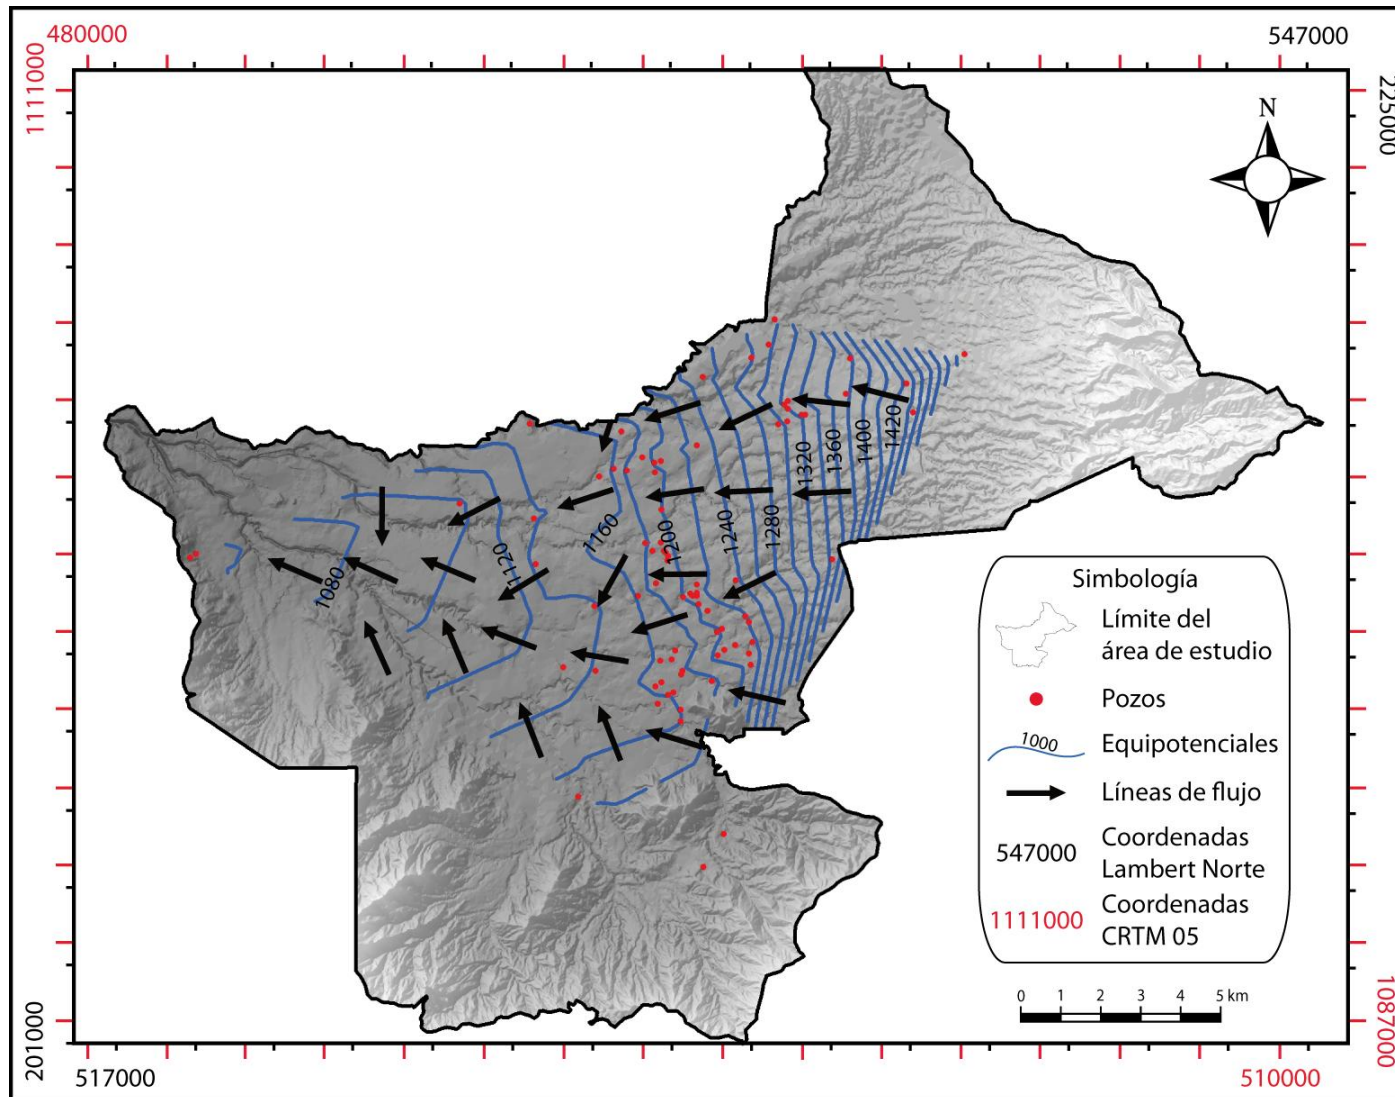 480000
547000
1111000
225000
N
1420
1400
1360
1320
1280
1240
1200
1160
1120
1080
Simbología
Límite del
área de estudio
Pozos
1000
Equipotenciales
Líneas de flujo
547000
Coordenadas
Lambert Norte
1111000
Coordenadas
CRTM 05
0 1 2 3 4 5 km
201000
1087000
517000
510000